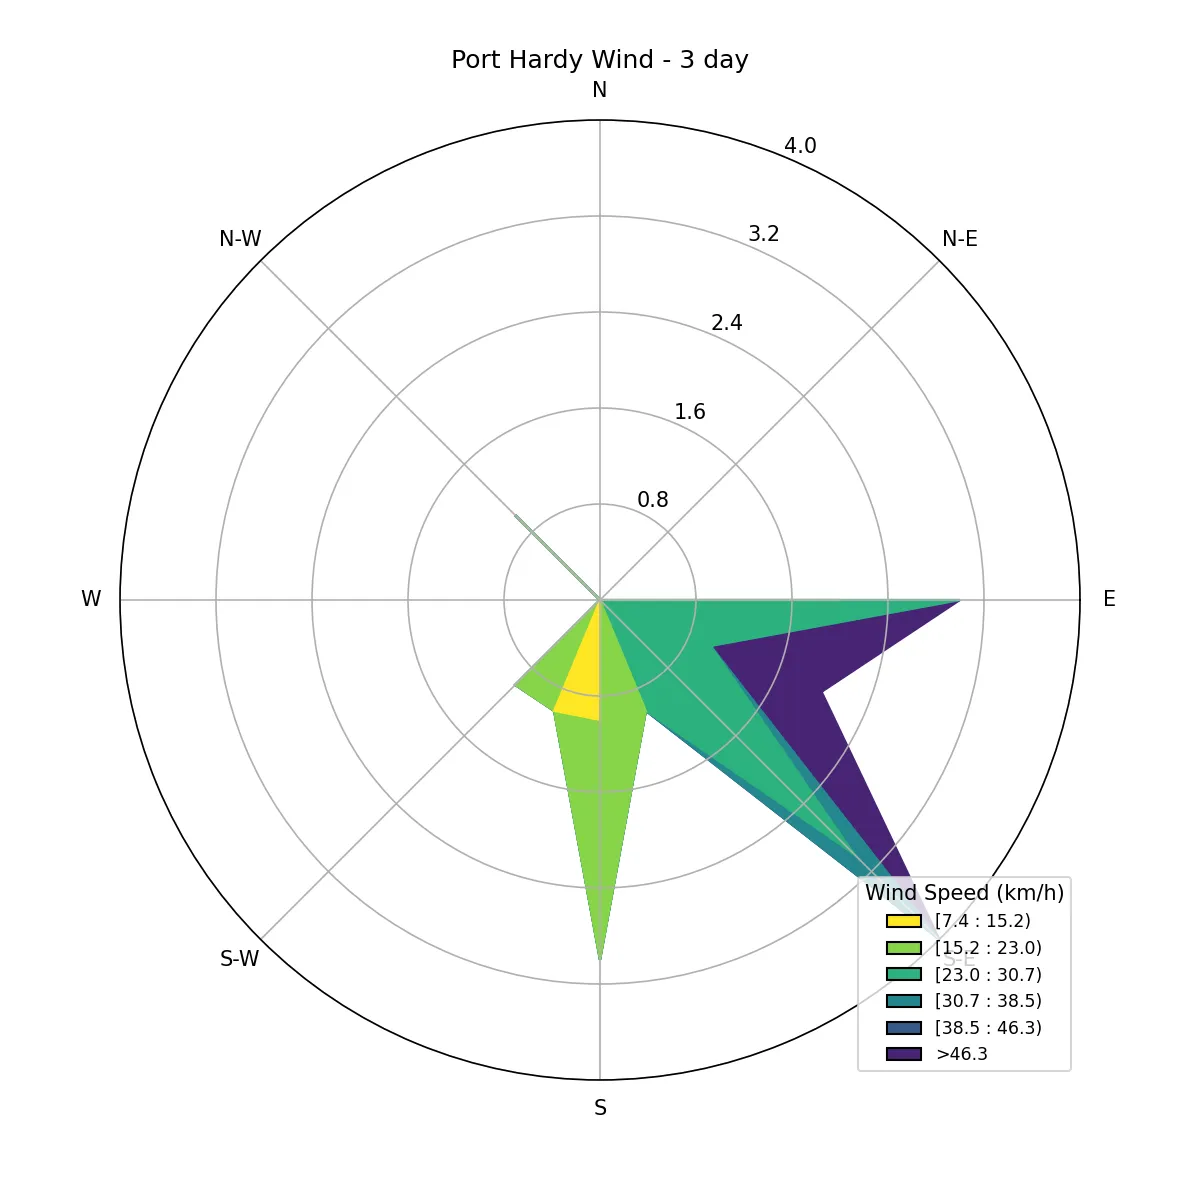 Port Hardy Wind - 3 day
N
4.0
N-W
3.2
N-E
2.4
1.6
0.8
W
E
Wind Speed (km/h)
[7.4 : 15.2)
[15.2 : 23.0)
S-W
S-E
[23.0 : 30.7)
[30.7 : 38.5)
[38.5 : 46.3)
>46.3
S